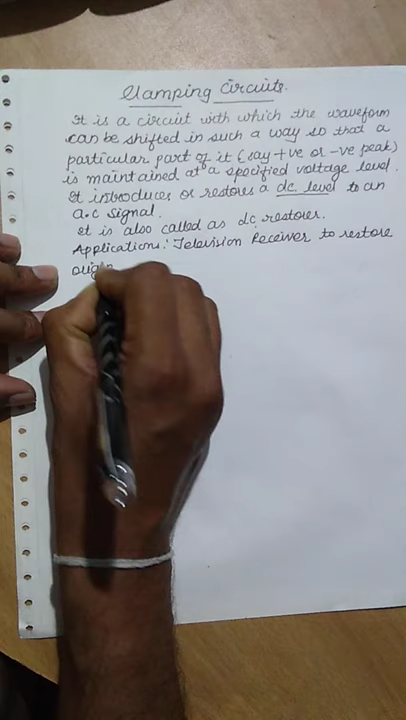 Clamping Circuits.
It is a circuit with which the waveform
can be shifted in such a way so that a
particular part of it (say +ve or -ve peak)
is maintained at a specified voltage level.
It introduces or restores a dc level to an
a.c signal.
It is also called as dc restorer.
Applications: Television Receiver to restore
orig